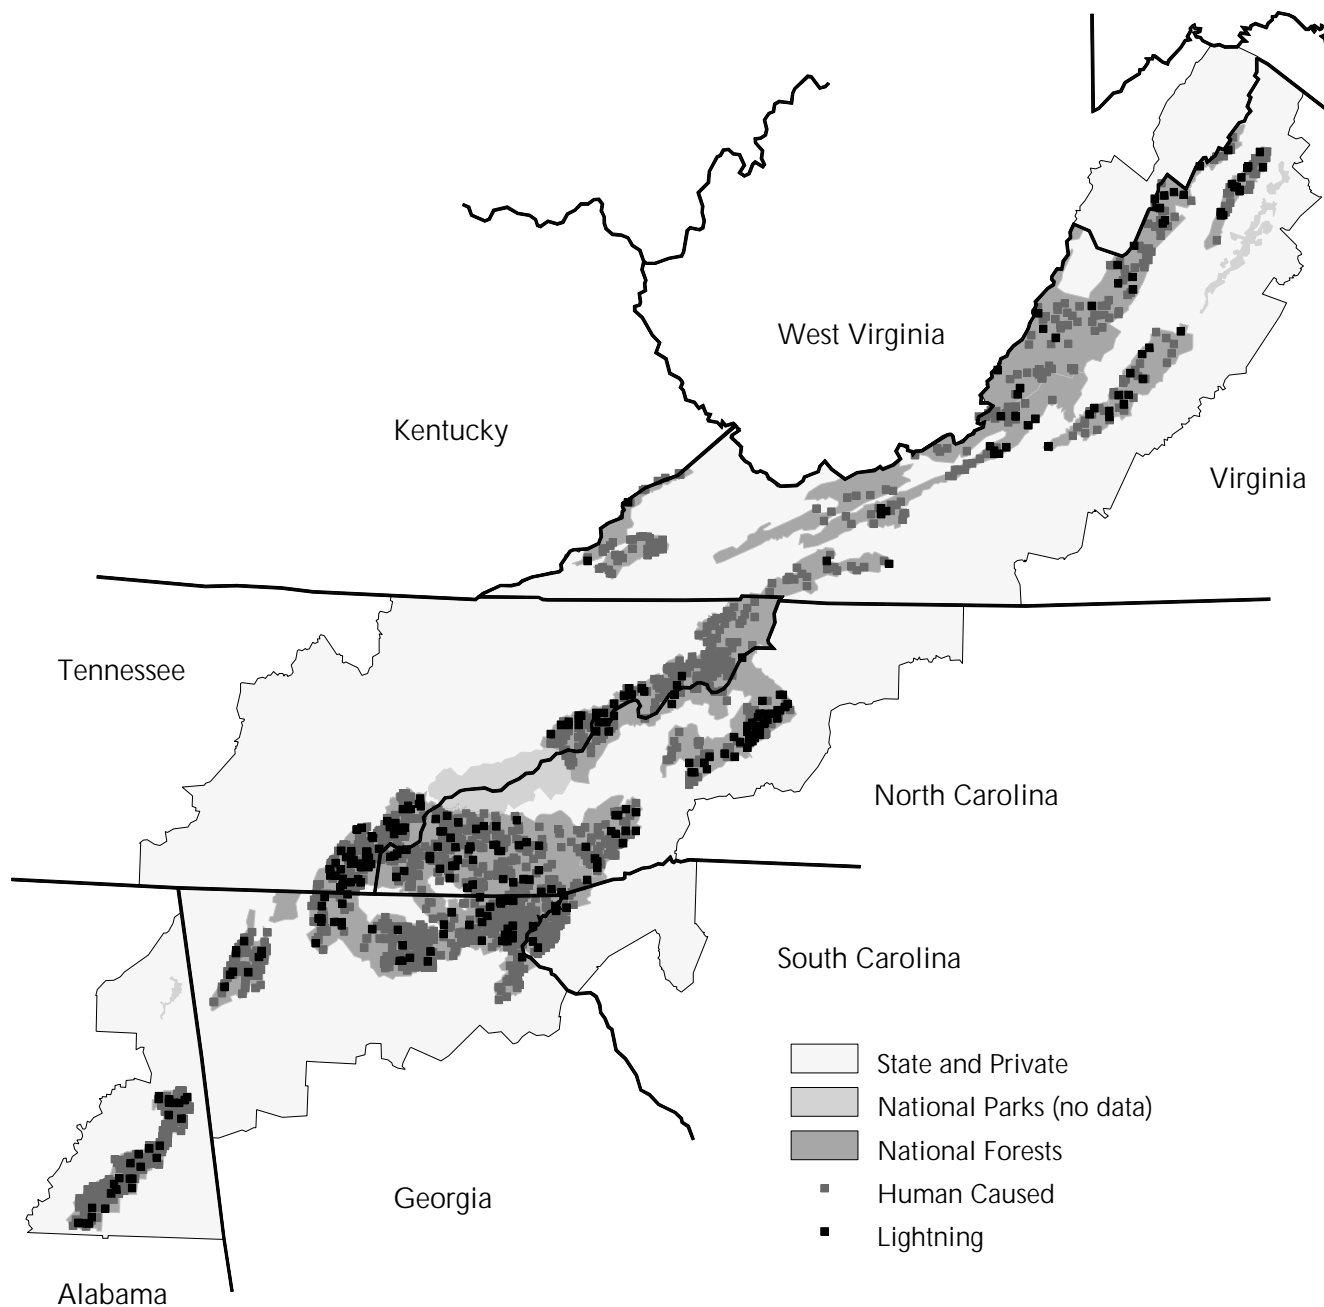 West Virginia
Kentucky
Virginia
Tennessee
North Carolina
South Carolina
State and Private
National Parks (no data)
National Forests
Human Caused
Lightning
Georgia
Alabama